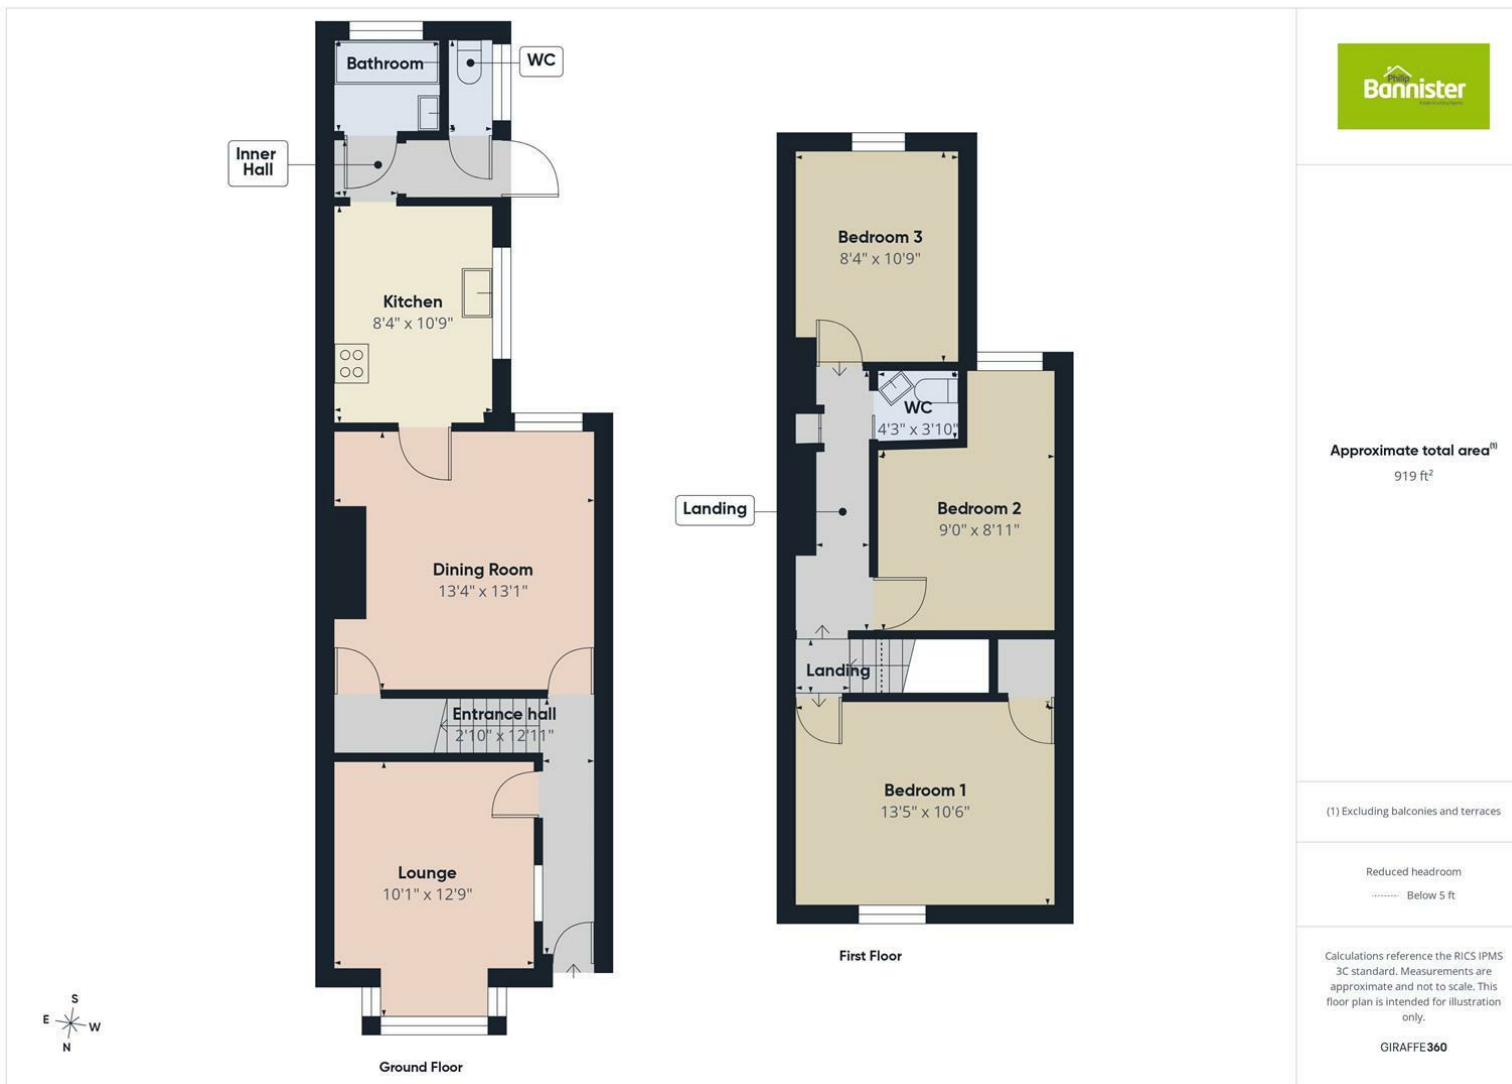 Bathroom
WC
Inner
Hall
Kitchen
8'4" x 10'9"
Dining Room
13'4" x 13'1"
Entrance hall
2'10" x 12'11"
Lounge
10'1" x 12'9"
S
E
W
N
Ground Floor
Bedroom 3
8'4" x 10'9"
WC
4'3" x 3'10"
Landing
Bedroom 2
9'0" x 8'11"
Landing
Bedroom 1
13'5" x 10'6"
First Floor
Philip
Bannister
Approximate total area(1)
919 ft²
(1) Excluding balconies and terraces
Reduced headroom
Below 5 ft
Calculations reference the RICS IPMS
3C standard. Measurements are
approximate and not to scale. This
floor plan is intended for illustration
only.
GIRAFFE360